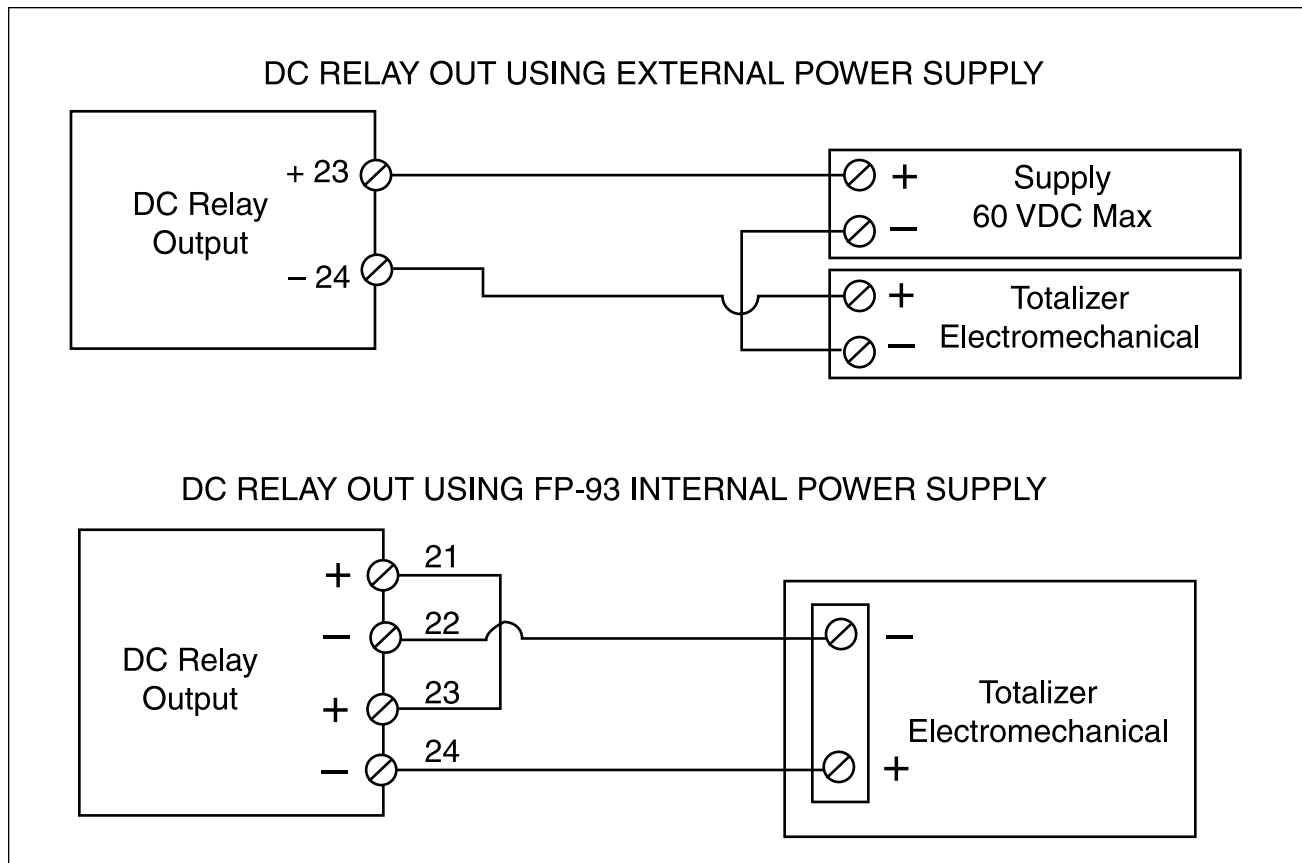 DC RELAY OUT USING EXTERNAL POWER SUPPLY
DC Relay
Output
+ 23
− 24
+
−
Supply
60 VDC Max
+
−
Totalizer
Electromechanical
DC RELAY OUT USING FP-93 INTERNAL POWER SUPPLY
DC Relay
Output
+ 21
− 22
+ 23
− 24
−
+
Totalizer
Electromechanical